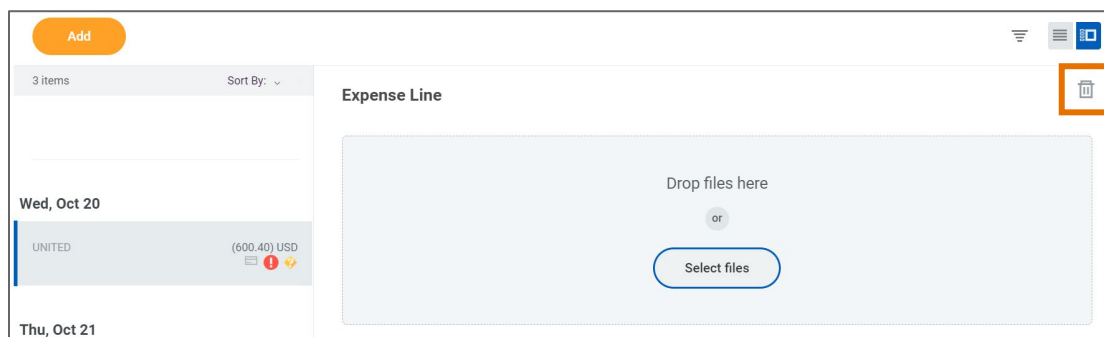 Add
3 items Sort By:
Expense Line
Drop files here
or
Select files
Wed, Oct 20
UNITED (600.40) USD
Thu, Oct 21